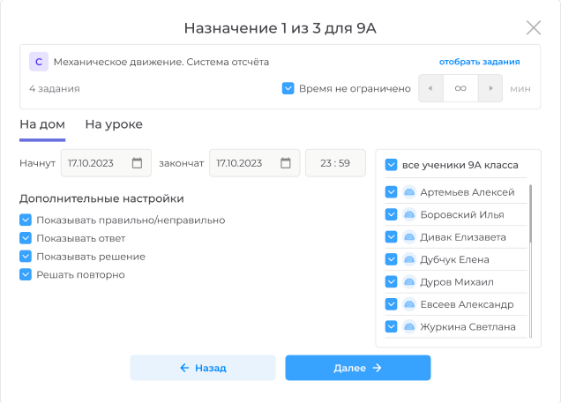 Назначение 1 из 3 для 9А
С Механическое движение. Система отсчёта отобрать задания
4 задания Время не ограничено ∞ мин
На дом На уроке
Начнут 17.10.2023 закончат 17.10.2023 23 : 59
Дополнительные настройки
Показывать правильно/неправильно
Показывать ответ
Показывать решение
Решать повторно
все ученики 9А класса
Артемьев Алексей
Боровский Илья
Дивак Елизавета
Дубчук Елена
Дуров Михаил
Евсеев Александр
Журкина Светлана
← Назад Далее →